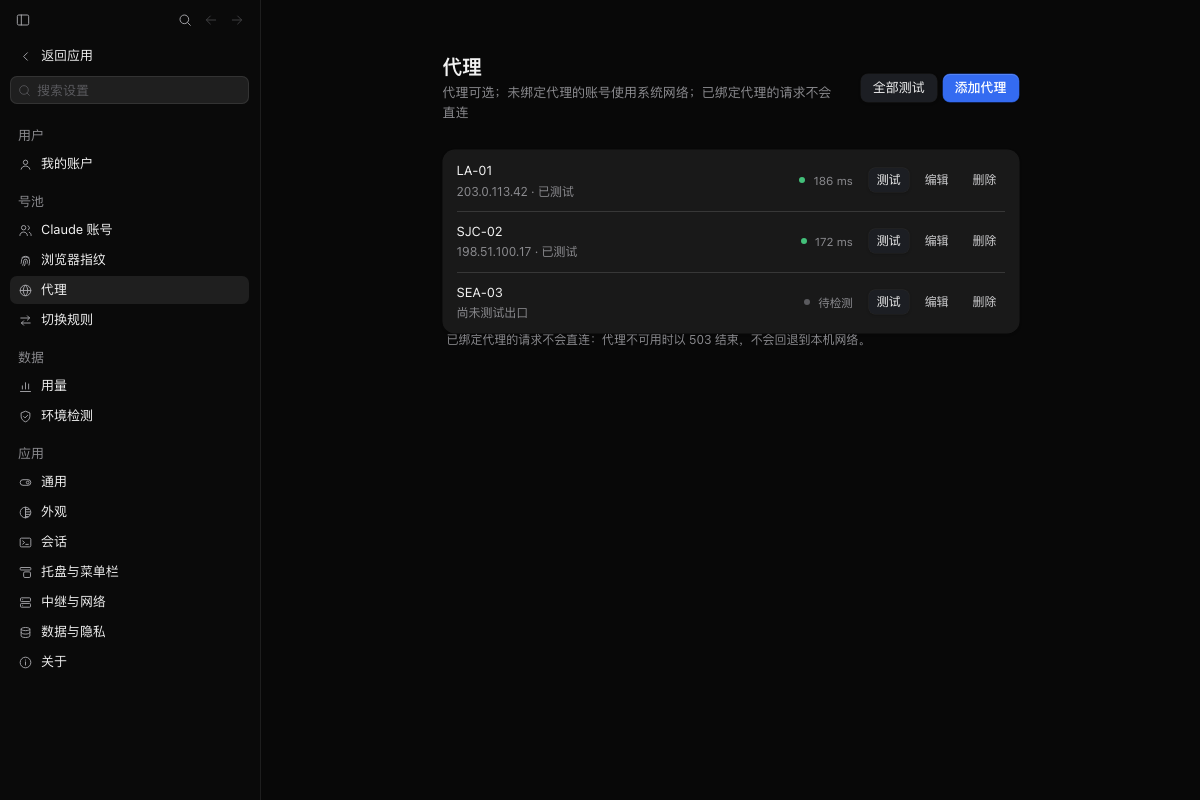 返回应用
搜索设置
用户
我的账户
号池
Claude 账号
浏览器指纹
代理
切换规则
数据
用量
环境检测
应用
通用
外观
会话
托盘与菜单栏
中继与网络
数据与隐私
关于
代理
代理可选；未绑定代理的账号使用系统网络；已绑定代理的请求不会
直连
全部测试
添加代理
LA-01
203.0.113.42 · 已测试
186 ms
测试
编辑
删除
SJC-02
198.51.100.17 · 已测试
172 ms
测试
编辑
删除
SEA-03
尚未测试出口
待检测
测试
编辑
删除
已绑定代理的请求不会直连：代理不可用时以 503 结束，不会回退到本机网络。